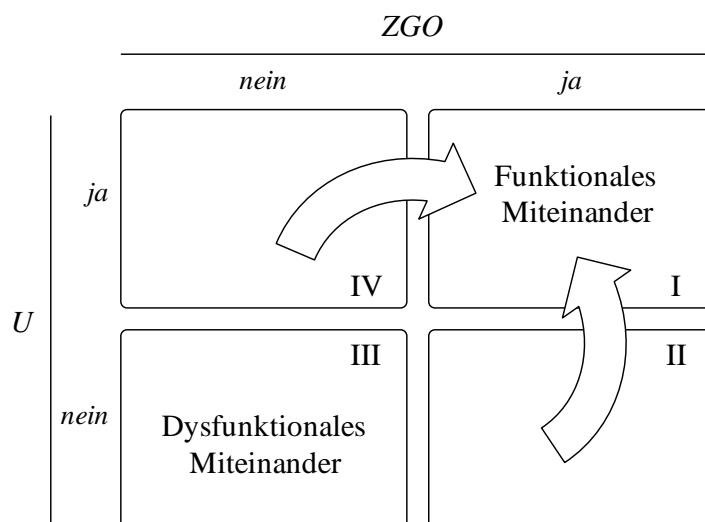 ZGO
nein ja
ja
Funktionales
Miteinander
IV I
U
III II
nein
Dysfunktionales
Miteinander